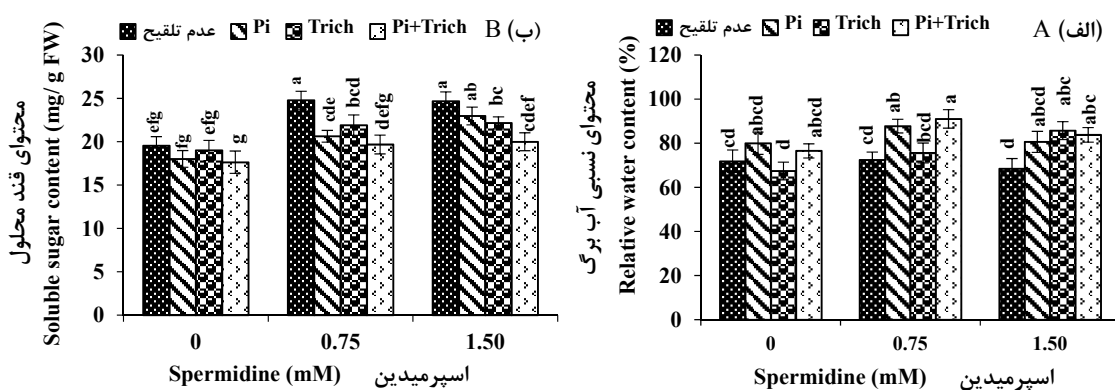 (ب) B
عدم تلقیح Pi Trich Pi+Trich
محتوای قند محلول
Soluble sugar content (mg/ g FW)
30
25
20
15
10
5
0
efg fg efg g
a cde bcd defg
a ab bc cdef
0 0.75 1.50
Spermidine (mM) اسپرمیدین
(الف) A
عدم تلقیح Pi Trich Pi+Trich
محتوای نسبی آب برگ
Relative water content (%)
120
100
80
60
40
20
0
cd abcd d abcd
cd ab bcd a
d abcd abc abc
0 0.75 1.50
Spermidine (mM) اسپرمیدین